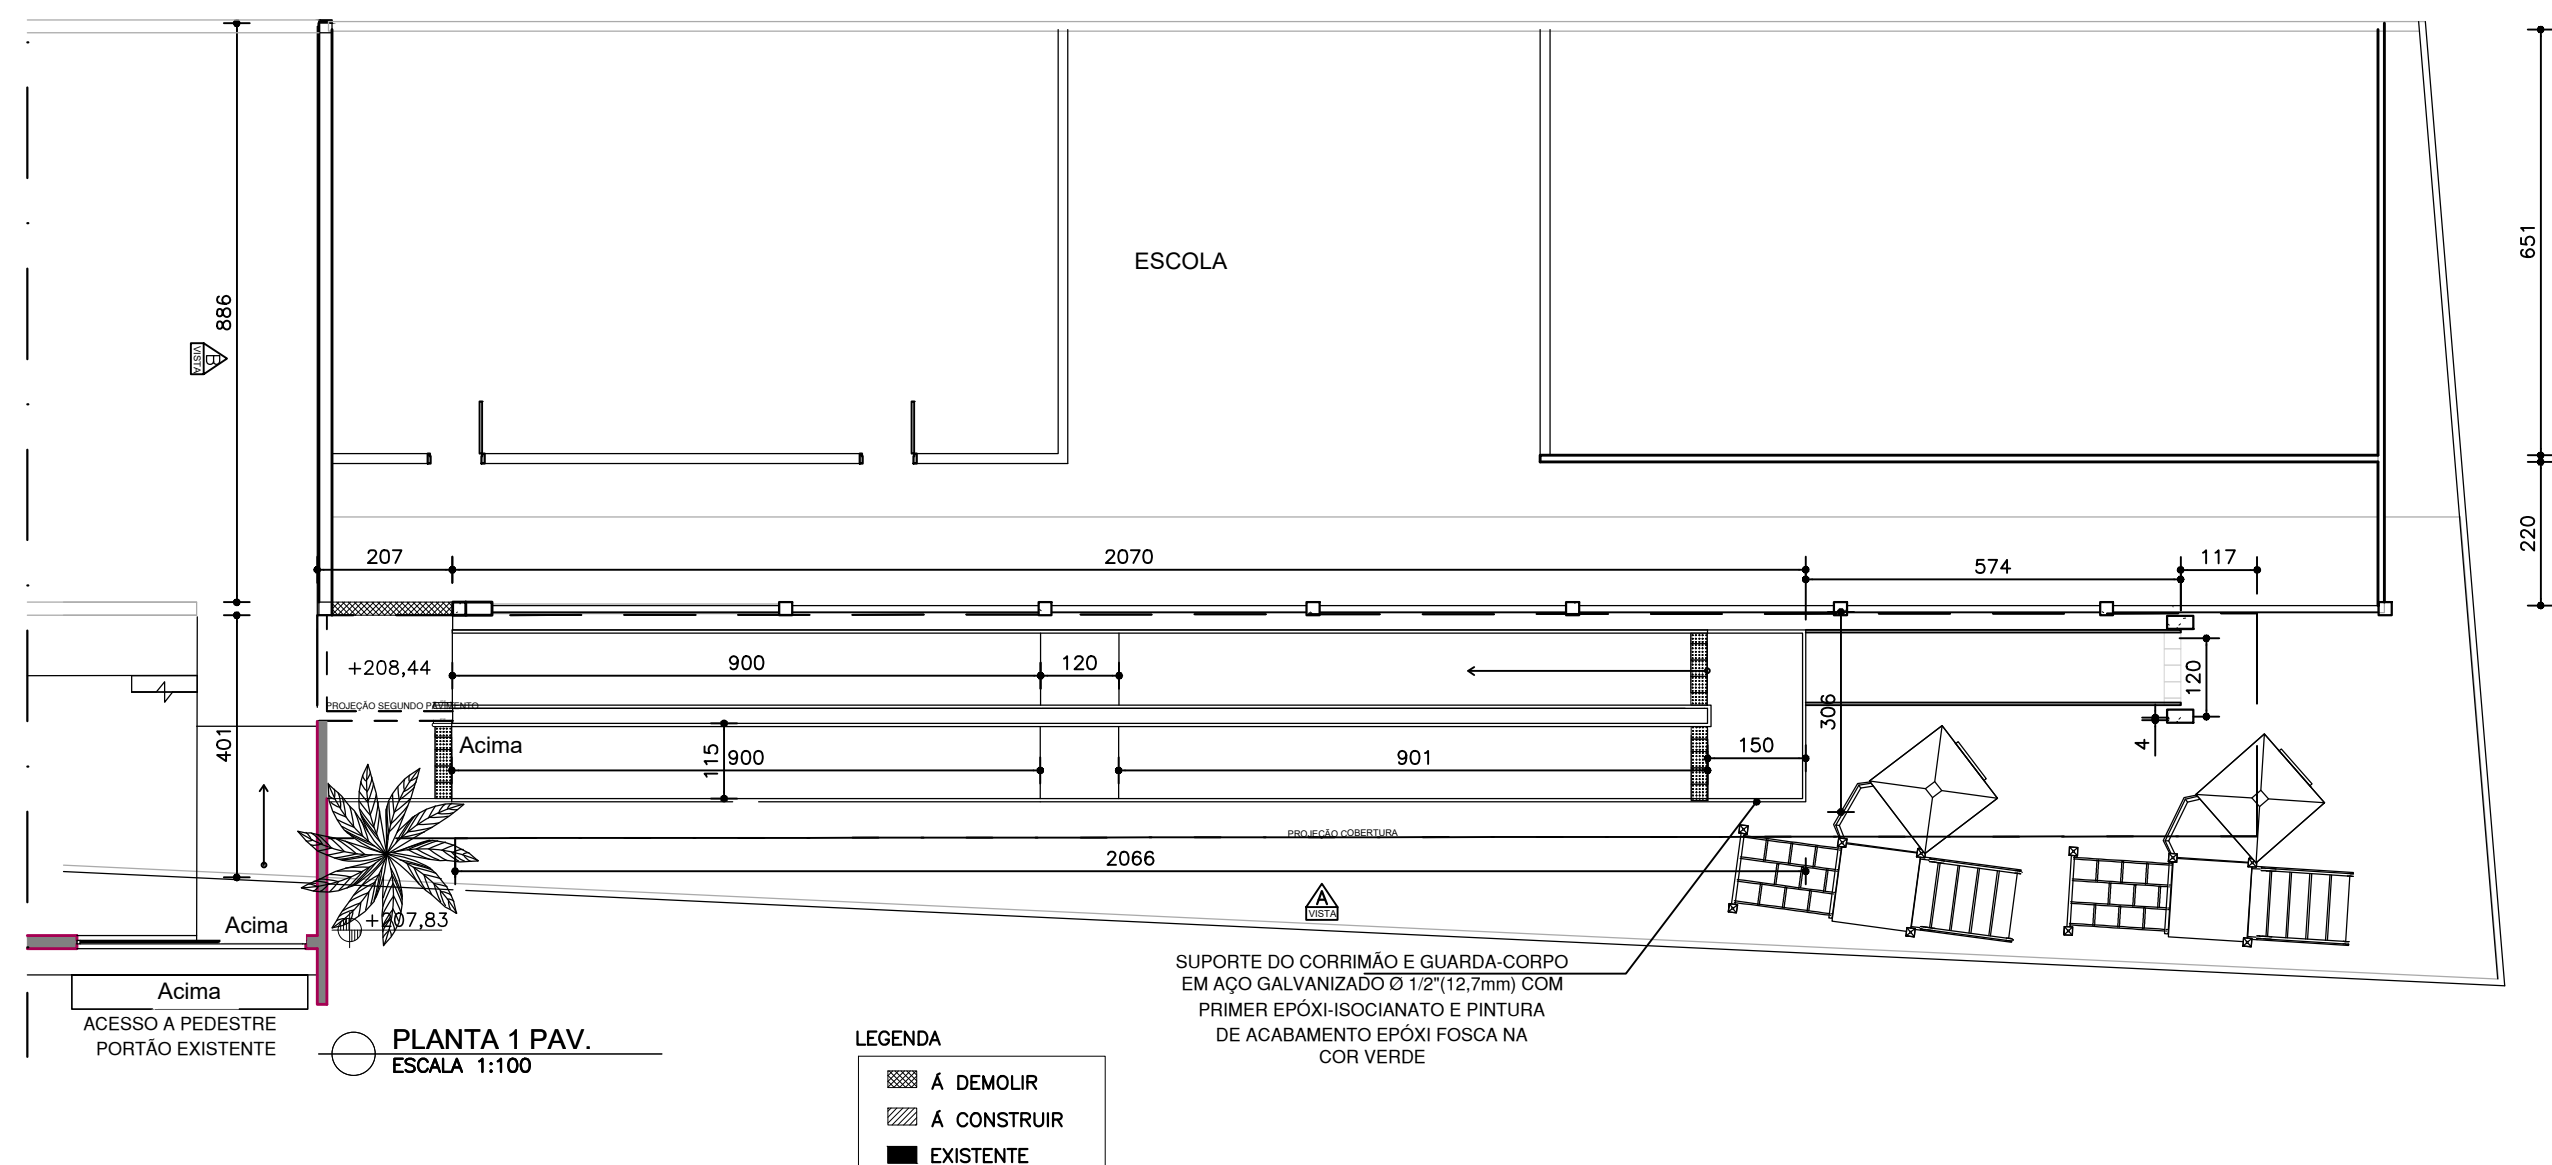 886
B
VISTA
ESCOLA
651
220
207
2070
574
117
+208,44
900
120
306
120
PROJEÇÃO SEGUNDO PAVIMENTO
401
Acima
115
900
901
150
4
PROJEÇÃO COBERTURA
2066
A
VISTA
+207,83
Acima
Acima
ACESSO A PEDESTRE
PORTÃO EXISTENTE
SUPORTE DO CORRIMÃO E GUARDA-CORPO
EM AÇO GALVANIZADO Ø 1/2"(12,7mm) COM
PRIMER EPÓXI-ISOCIANATO E PINTURA
DE ACABAMENTO EPÓXI FOSCA NA
COR VERDE
PLANTA 1 PAV.
ESCALA 1:100
LEGENDA
Á DEMOLIR
Á CONSTRUIR
EXISTENTE